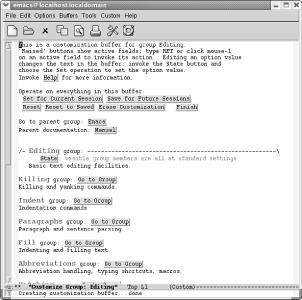 emacs@localhost.localdomain
File Edit Options Buffers Tools Custom Help
This is a customization buffer for group Editing.
`Raised' buttons show active fields; type RET or click mouse-1
on an active field to invoke its action.  Editing an option value
changes the text in the buffer; invoke the State button and
choose the Set operation to set the option value.
Invoke Help for more information.
Operate on everything in this buffer:
Set for Current Session Save for Future Sessions
Reset Reset to Saved Erase Customization Finish
Go to parent group: Emacs
Parent documentation: Manual
/- Editing group: ------------------------------------------------\
State: visible group members are all at standard settings
Basic text editing facilities.
Killing group: Go to Group
Killing and yanking commands.
Indent group: Go to Group
Indentation commands
Paragraphs group: Go to Group
Paragraph and sentence parsing.
Fill group: Go to Group
Indenting and filling text.
Abbreviations group: Go to Group
Abbreviation handling, typing shortcuts, macros.
Matching group: Go to Group
*Customize Group: Editing* Top L1 (Custom)
Creating customization buffer...done